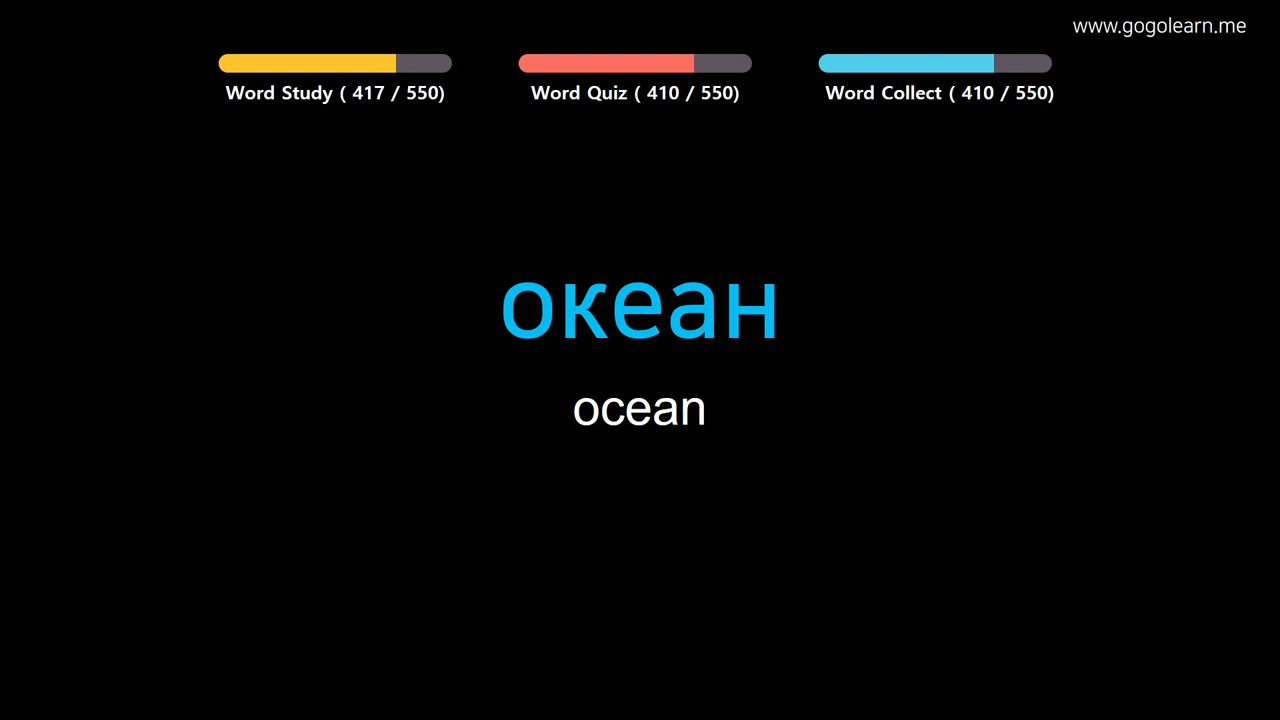 www.gogolearn.me
Word Study ( 417 / 550)
Word Quiz ( 410 / 550)
Word Collect ( 410 / 550)
океан
ocean